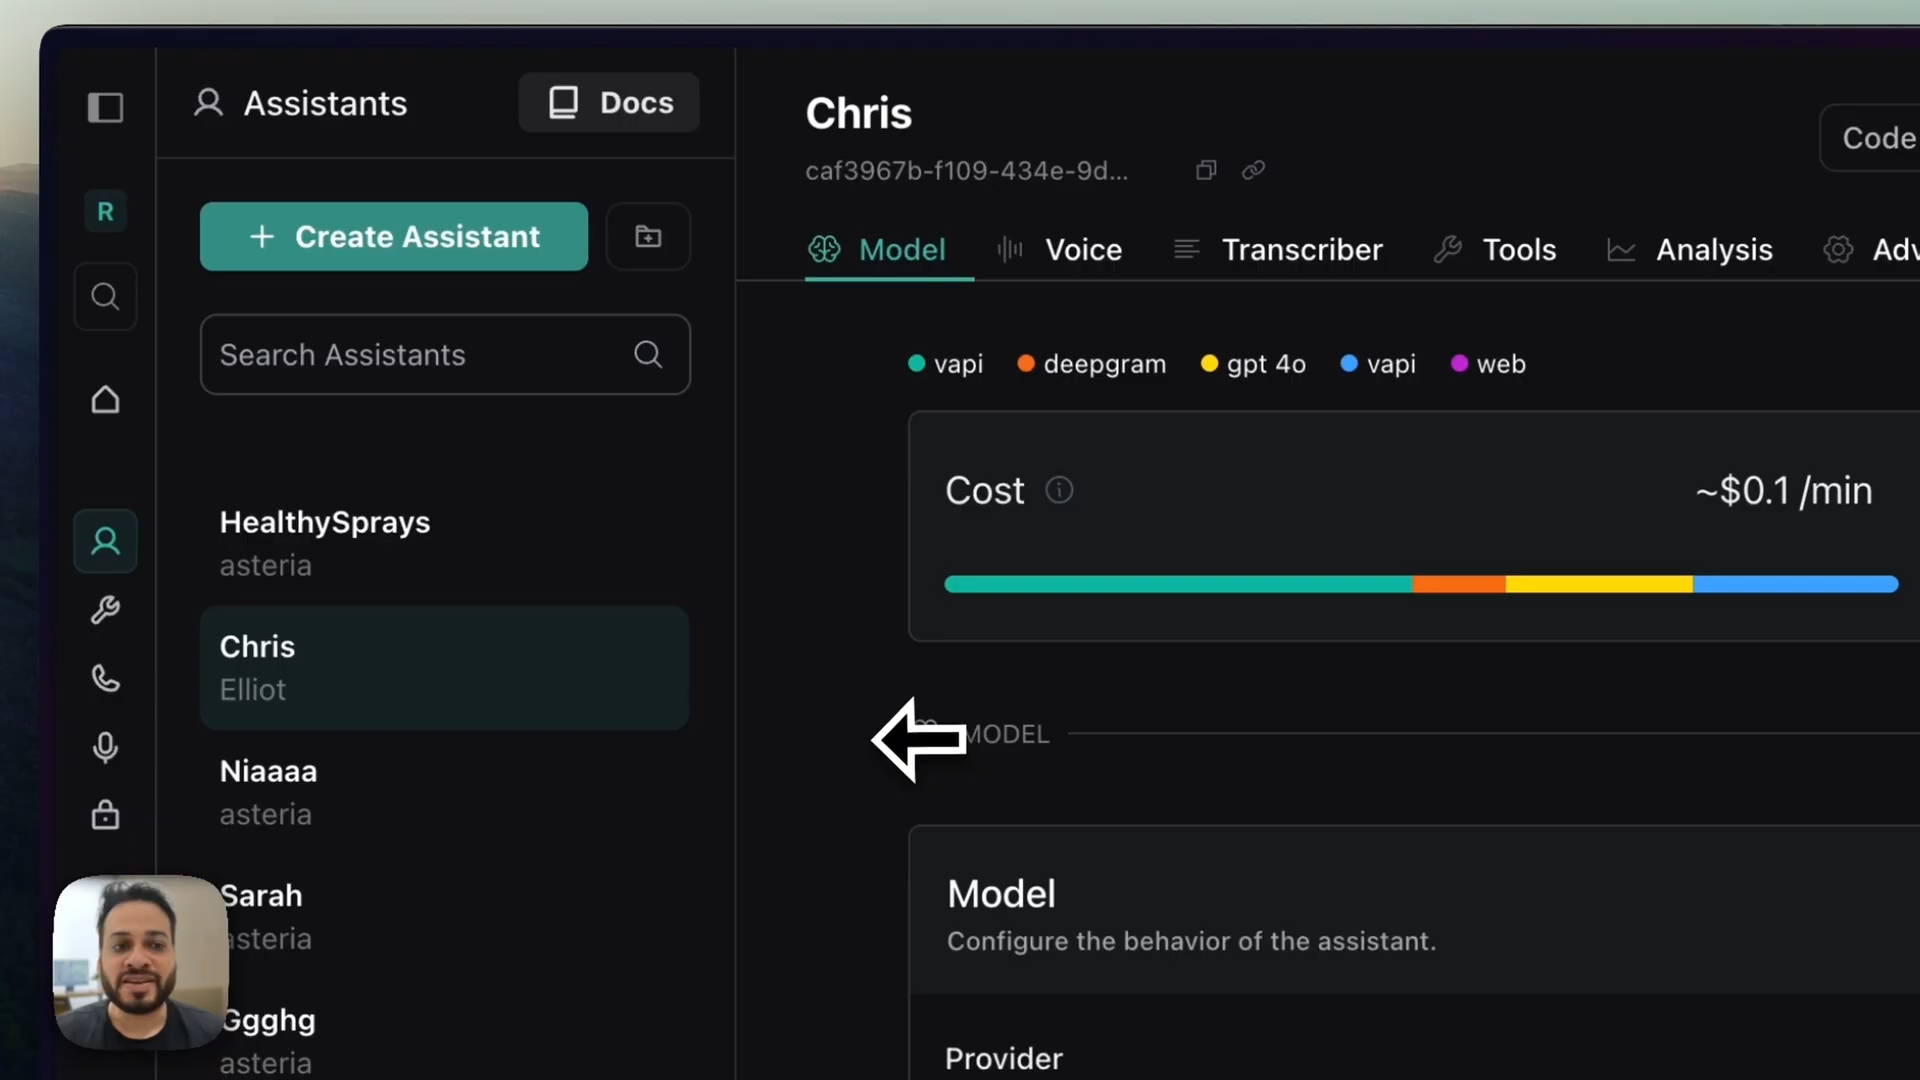 Assistants
Docs
R
Create Assistant
Search Assistants
HealthySprays
asteria
Chris
Elliot
Niaaaa
asteria
Sarah
asteria
Ggghg
asteria
Chris
caf3967b-f109-434e-9d...
Code
Model
Voice
Transcriber
Tools
Analysis
Adv
vapi
deepgram
gpt 4o
vapi
web
Cost
~$0.1 /min
MODEL
Model
Configure the behavior of the assistant.
Provider